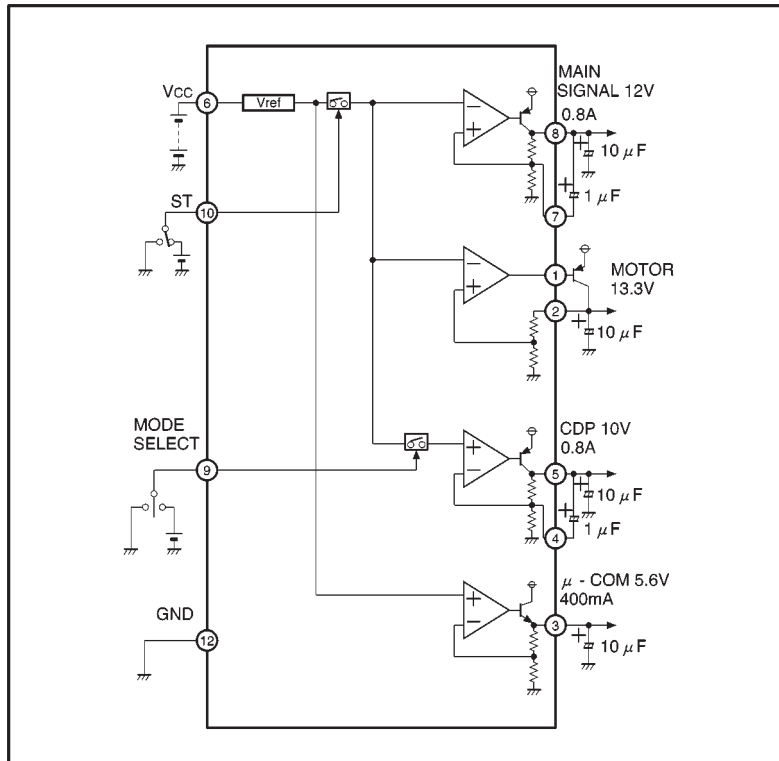 VCC
6
Vref
MAIN
SIGNAL 12V
0.8A
−
+
8
+
10 μF
+
1 μF
7
ST
10
−
+
1
MOTOR
13.3V
2
+
10 μF
MODE
SELECT
9
+
−
CDP 10V
0.8A
5
+
10 μF
+
1 μF
4
GND
12
+
−
μ - COM 5.6V
400mA
3
+
10 μF